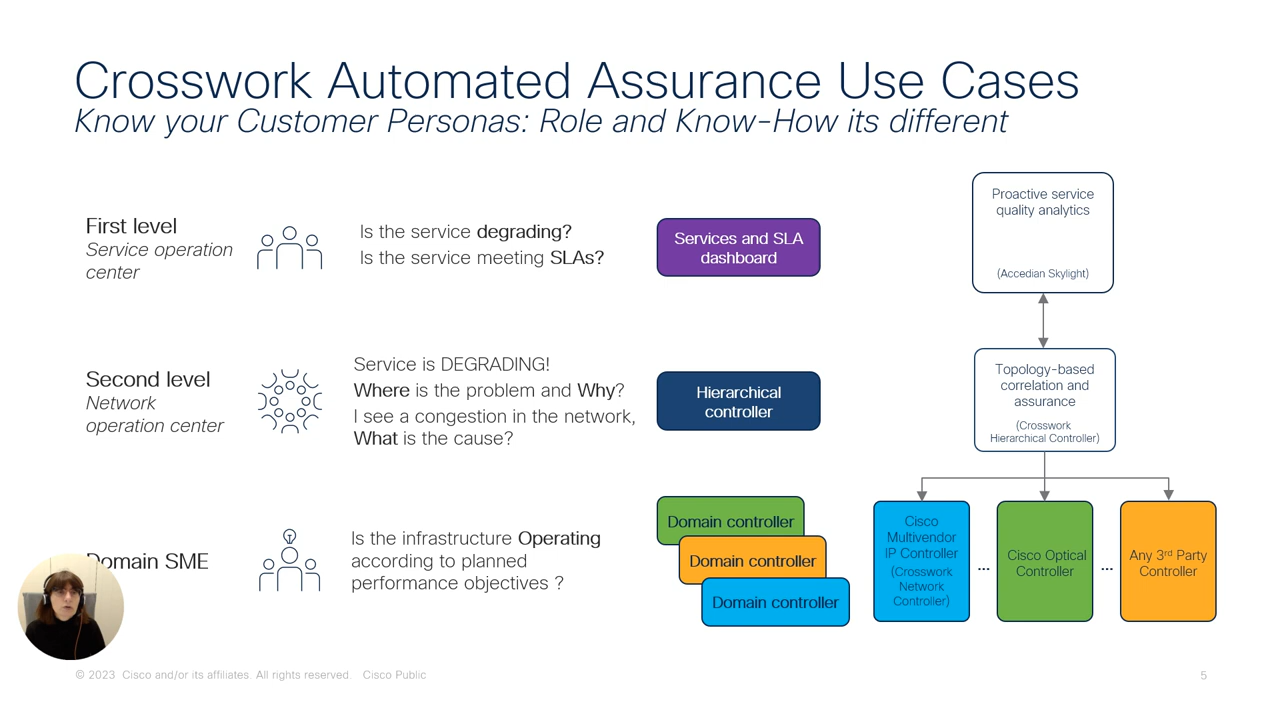 Crosswork Automated Assurance Use Cases
Know your Customer Personas: Role and Know-How its different
First level
Service operation
center
Is the service degrading?
Is the service meeting SLAs?
Services and SLA
dashboard
Proactive service
quality analytics
(Accedian Skylight)
Second level
Network
operation center
Service is DEGRADING!
Where is the problem and Why?
I see a congestion in the network,
What is the cause?
Hierarchical
controller
Topology-based
correlation and
assurance
(Crosswork
Hierarchical Controller)
Domain SME
Is the infrastructure Operating
according to planned
performance objectives ?
Domain controller
Domain controller
Domain controller
Cisco
Multivendor
IP Controller
(Crosswork
Network
Controller)
...
Cisco Optical
Controller
...
Any 3rd Party
Controller
© 2023 Cisco and/or its affiliates. All rights reserved. Cisco Public
5